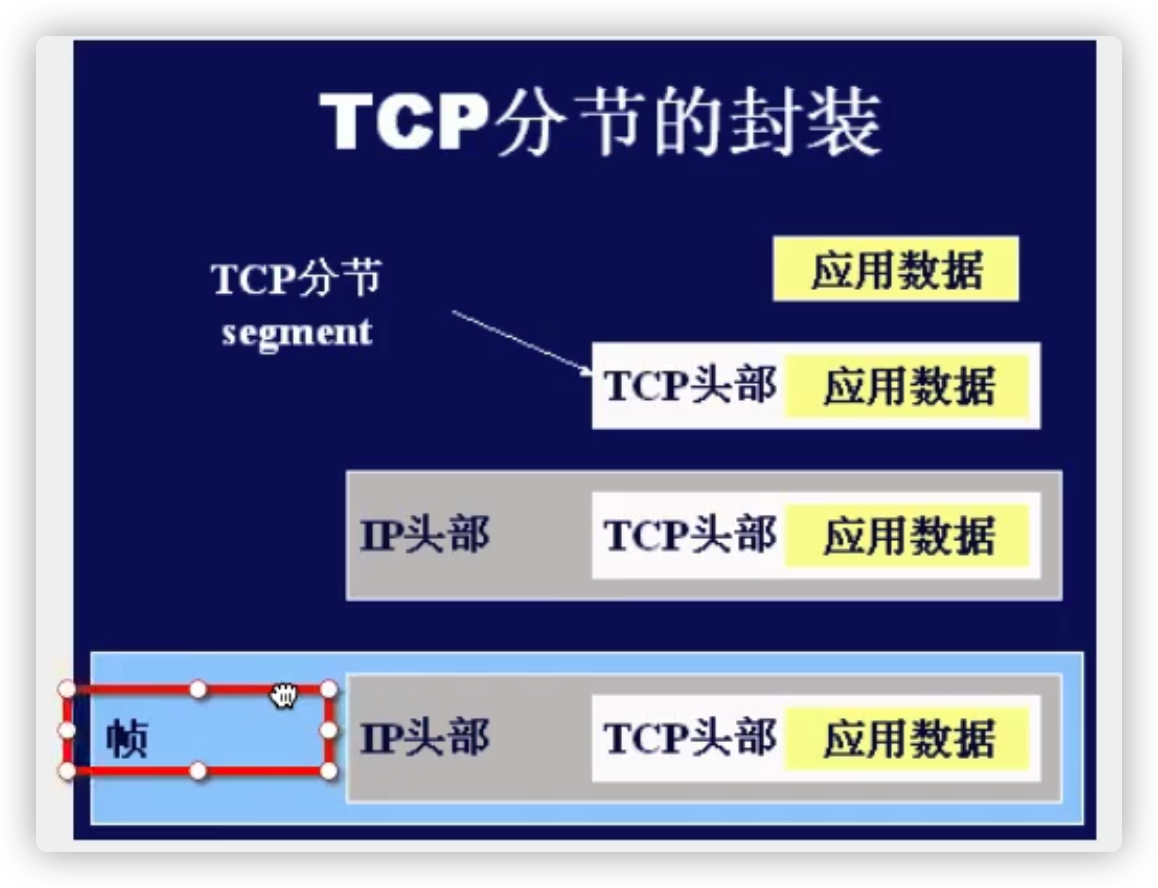 TCP分节的封装
应用数据
TCP分节
segment
TCP头部 应用数据
IP头部 TCP头部 应用数据
帧 IP头部 TCP头部 应用数据